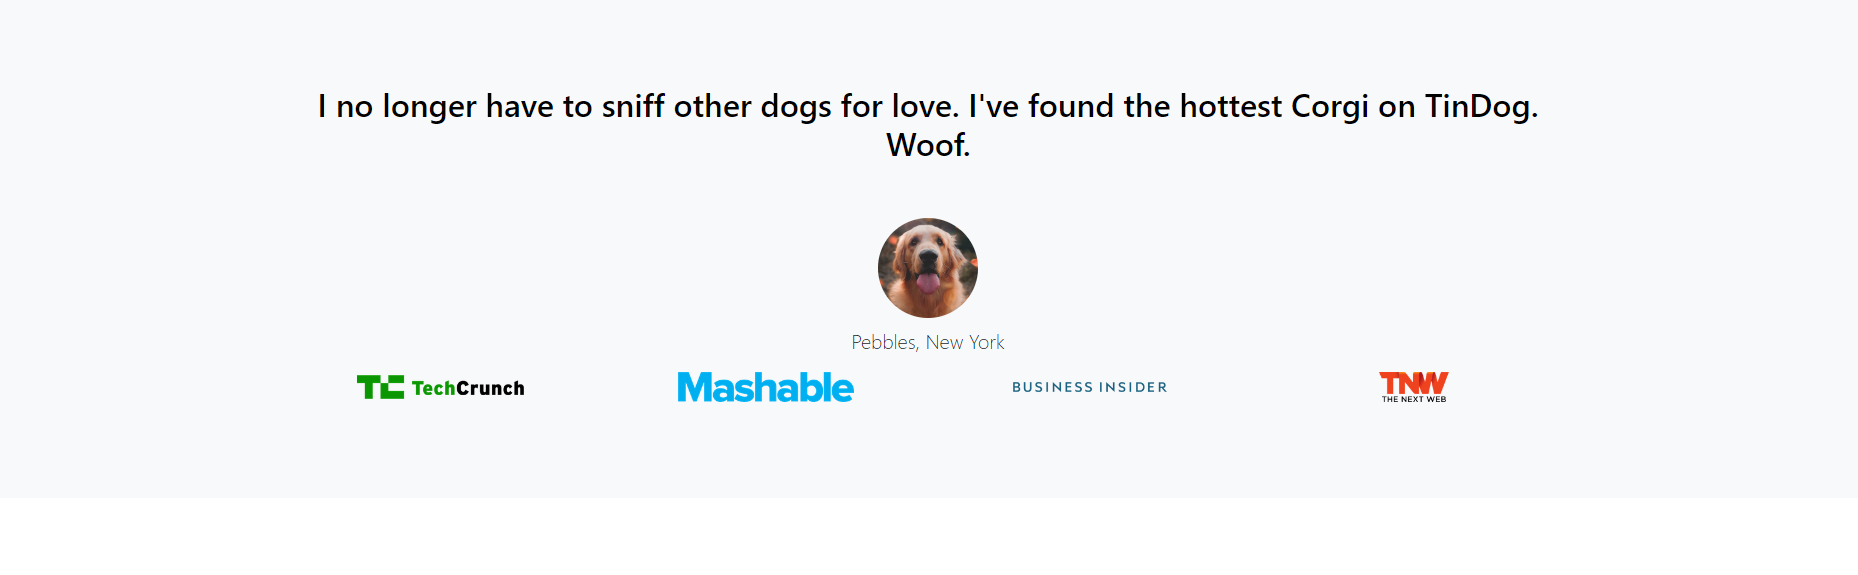 I no longer have to sniff other dogs for love. I've found the hottest Corgi on TinDog.
Woof.
Pebbles, New York
TC TechCrunch
Mashable
BUSINESS INSIDER
TNW
THE NEXT WEB